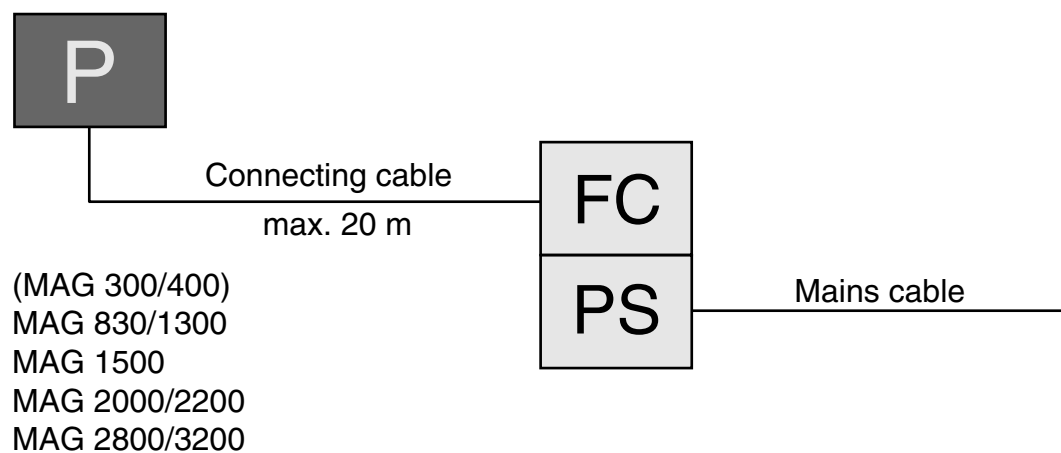 P
Connecting cable
max. 20 m
FC
PS
Mains cable
(MAG 300/400)
MAG 830/1300
MAG 1500
MAG 2000/2200
MAG 2800/3200